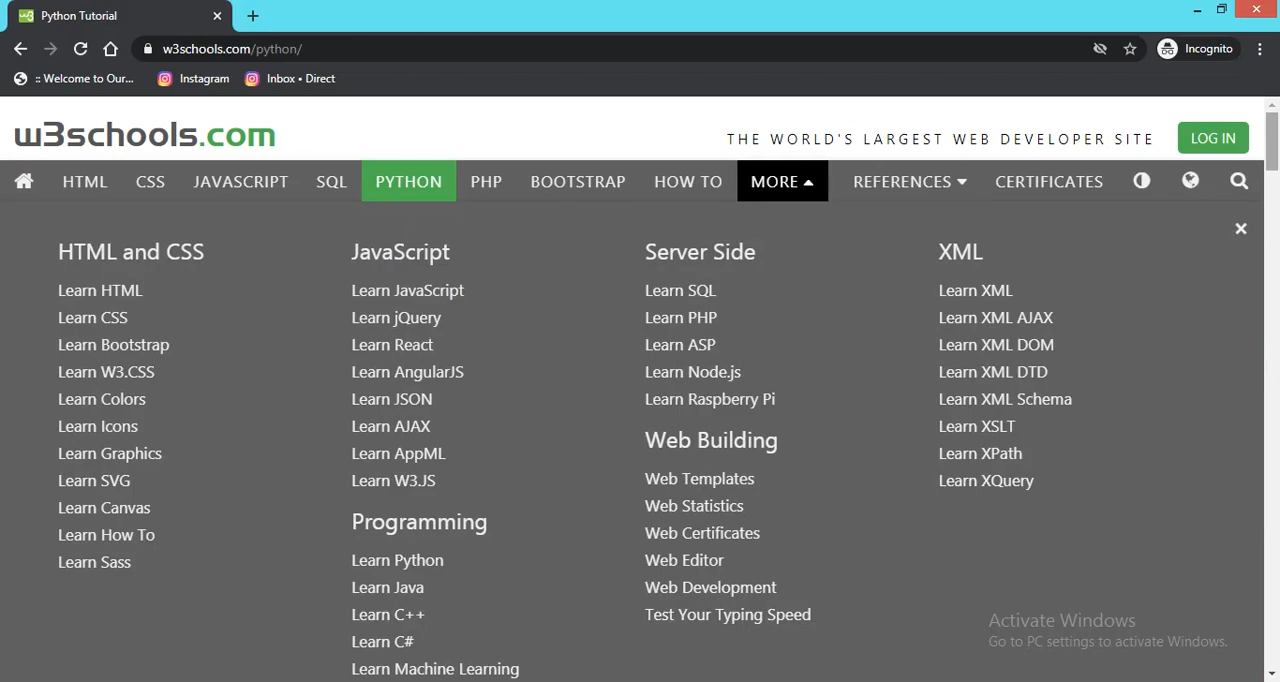 Python Tutorial
w3schools.com/python/
Incognito
:: Welcome to Our...
Instagram
Inbox • Direct
w3schools.com
THE WORLD'S LARGEST WEB DEVELOPER SITE
LOG IN
HTML CSS JAVASCRIPT SQL PYTHON PHP BOOTSTRAP HOW TO MORE REFERENCES CERTIFICATES
HTML and CSS
Learn HTML
Learn CSS
Learn Bootstrap
Learn W3.CSS
Learn Colors
Learn Icons
Learn Graphics
Learn SVG
Learn Canvas
Learn How To
Learn Sass
JavaScript
Learn JavaScript
Learn jQuery
Learn React
Learn AngularJS
Learn JSON
Learn AJAX
Learn AppML
Learn W3.JS
Programming
Learn Python
Learn Java
Learn C++
Learn C#
Learn Machine Learning
Server Side
Learn SQL
Learn PHP
Learn ASP
Learn Node.js
Learn Raspberry Pi
Web Building
Web Templates
Web Statistics
Web Certificates
Web Editor
Web Development
Test Your Typing Speed
XML
Learn XML
Learn XML AJAX
Learn XML DOM
Learn XML DTD
Learn XML Schema
Learn XSLT
Learn XPath
Learn XQuery
Activate Windows
Go to PC settings to activate Windows.